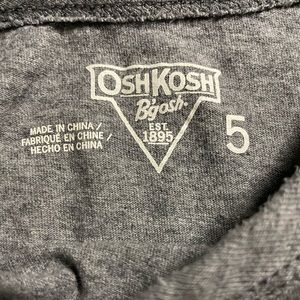 OSHKOSH
B'gosh.
EST.
1895
MADE IN CHINA /
FABRIQUÉ EN CHINE /
HECHO EN CHINA
5